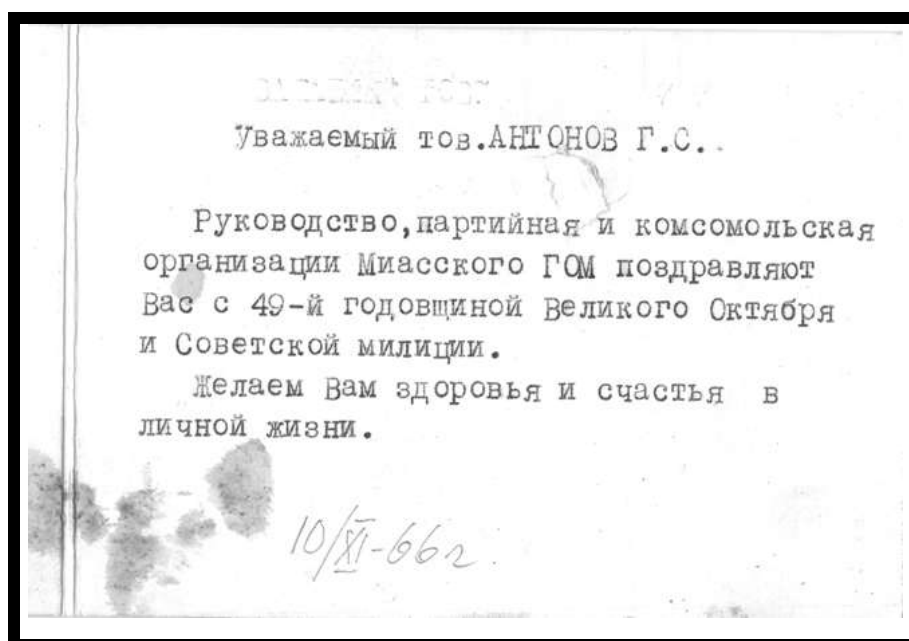 Уважаемый тов.АНТОНОВ Г.С..
Руководство,партийная и комсомольская
организации Миасского ГОМ поздравляют
Вас с 49-й годовщиной Великого Октября
и Советской милиции.
Желаем Вам здоровья и счастья в
личной жизни.
10/XI-66г.